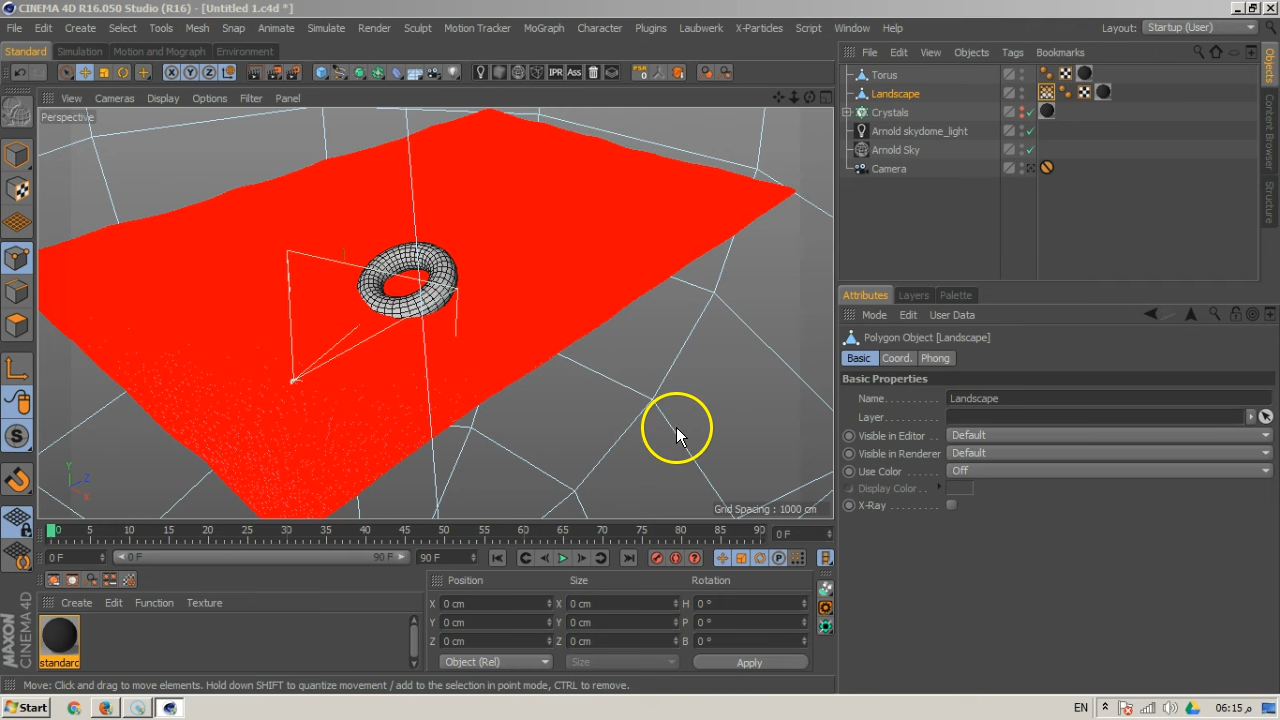 CINEMA 4D R16.050 Studio (R16) - [Untitled 1.c4d *]
File Edit Create Select Tools Mesh Snap Animate Simulate Render Sculpt Motion Tracker MoGraph Character Plugins Laubwerk X-Particles Script Window Help
Layout: Startup (User)
Standard Simulation Motion and Mograph Environment
X Y Z IPR Ass PSR 0
View Cameras Display Options Filter Panel
Perspective
Grid Spacing : 1000 cm
File Edit View Objects Tags Bookmarks
Torus
Landscape
Crystals
Arnold skydome_light
Arnold Sky
Camera
Objects
Content Browser
Structure
Attributes Layers Palette
Mode Edit User Data
Polygon Object [Landscape]
Basic Coord. Phong
Basic Properties
Name Landscape
Layer
Visible in Editor Default
Visible in Renderer Default
Use Color Off
Display Color
X-Ray
0 5 10 15 20 25 30 35 40 45 50 55 60 65 70 75 80 85 90
0 F
0 F 0 F 90 F 90 F
Create Edit Function Texture
standard
Position Size Rotation
X 0 cm X 0 cm H 0 °
Y 0 cm Y 0 cm P 0 °
Z 0 cm Z 0 cm B 0 °
Object (Rel) Size Apply
MAXON CINEMA 4D
Move: Click and drag to move elements. Hold down SHIFT to quantize movement / add to the selection in point mode, CTRL to remove.
Start
EN 06:15 م